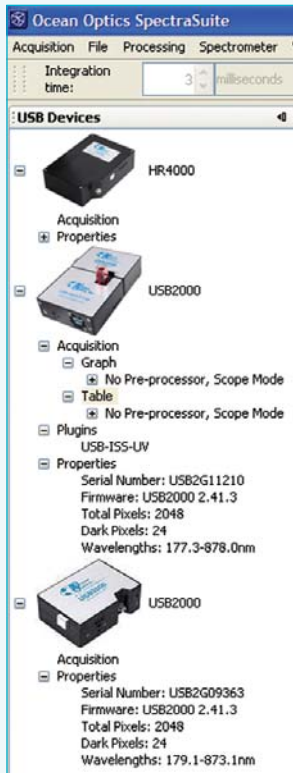 Ocean Optics SpectraSuite
Acquisition File Processing Spectrometer
Integration time:
3 milliseconds
USB Devices
HR4000
Acquisition
Properties
USB2000
Acquisition
Graph
No Pre-processor, Scope Mode
Table
No Pre-processor, Scope Mode
Plugins
USB-ISS-UV
Properties
Serial Number: USB2G11210
Firmware: USB2000 2.41.3
Total Pixels: 2048
Dark Pixels: 24
Wavelengths: 177.3-878.0nm
USB2000
Acquisition
Properties
Serial Number: USB2G09363
Firmware: USB2000 2.41.3
Total Pixels: 2048
Dark Pixels: 24
Wavelengths: 179.1-873.1nm